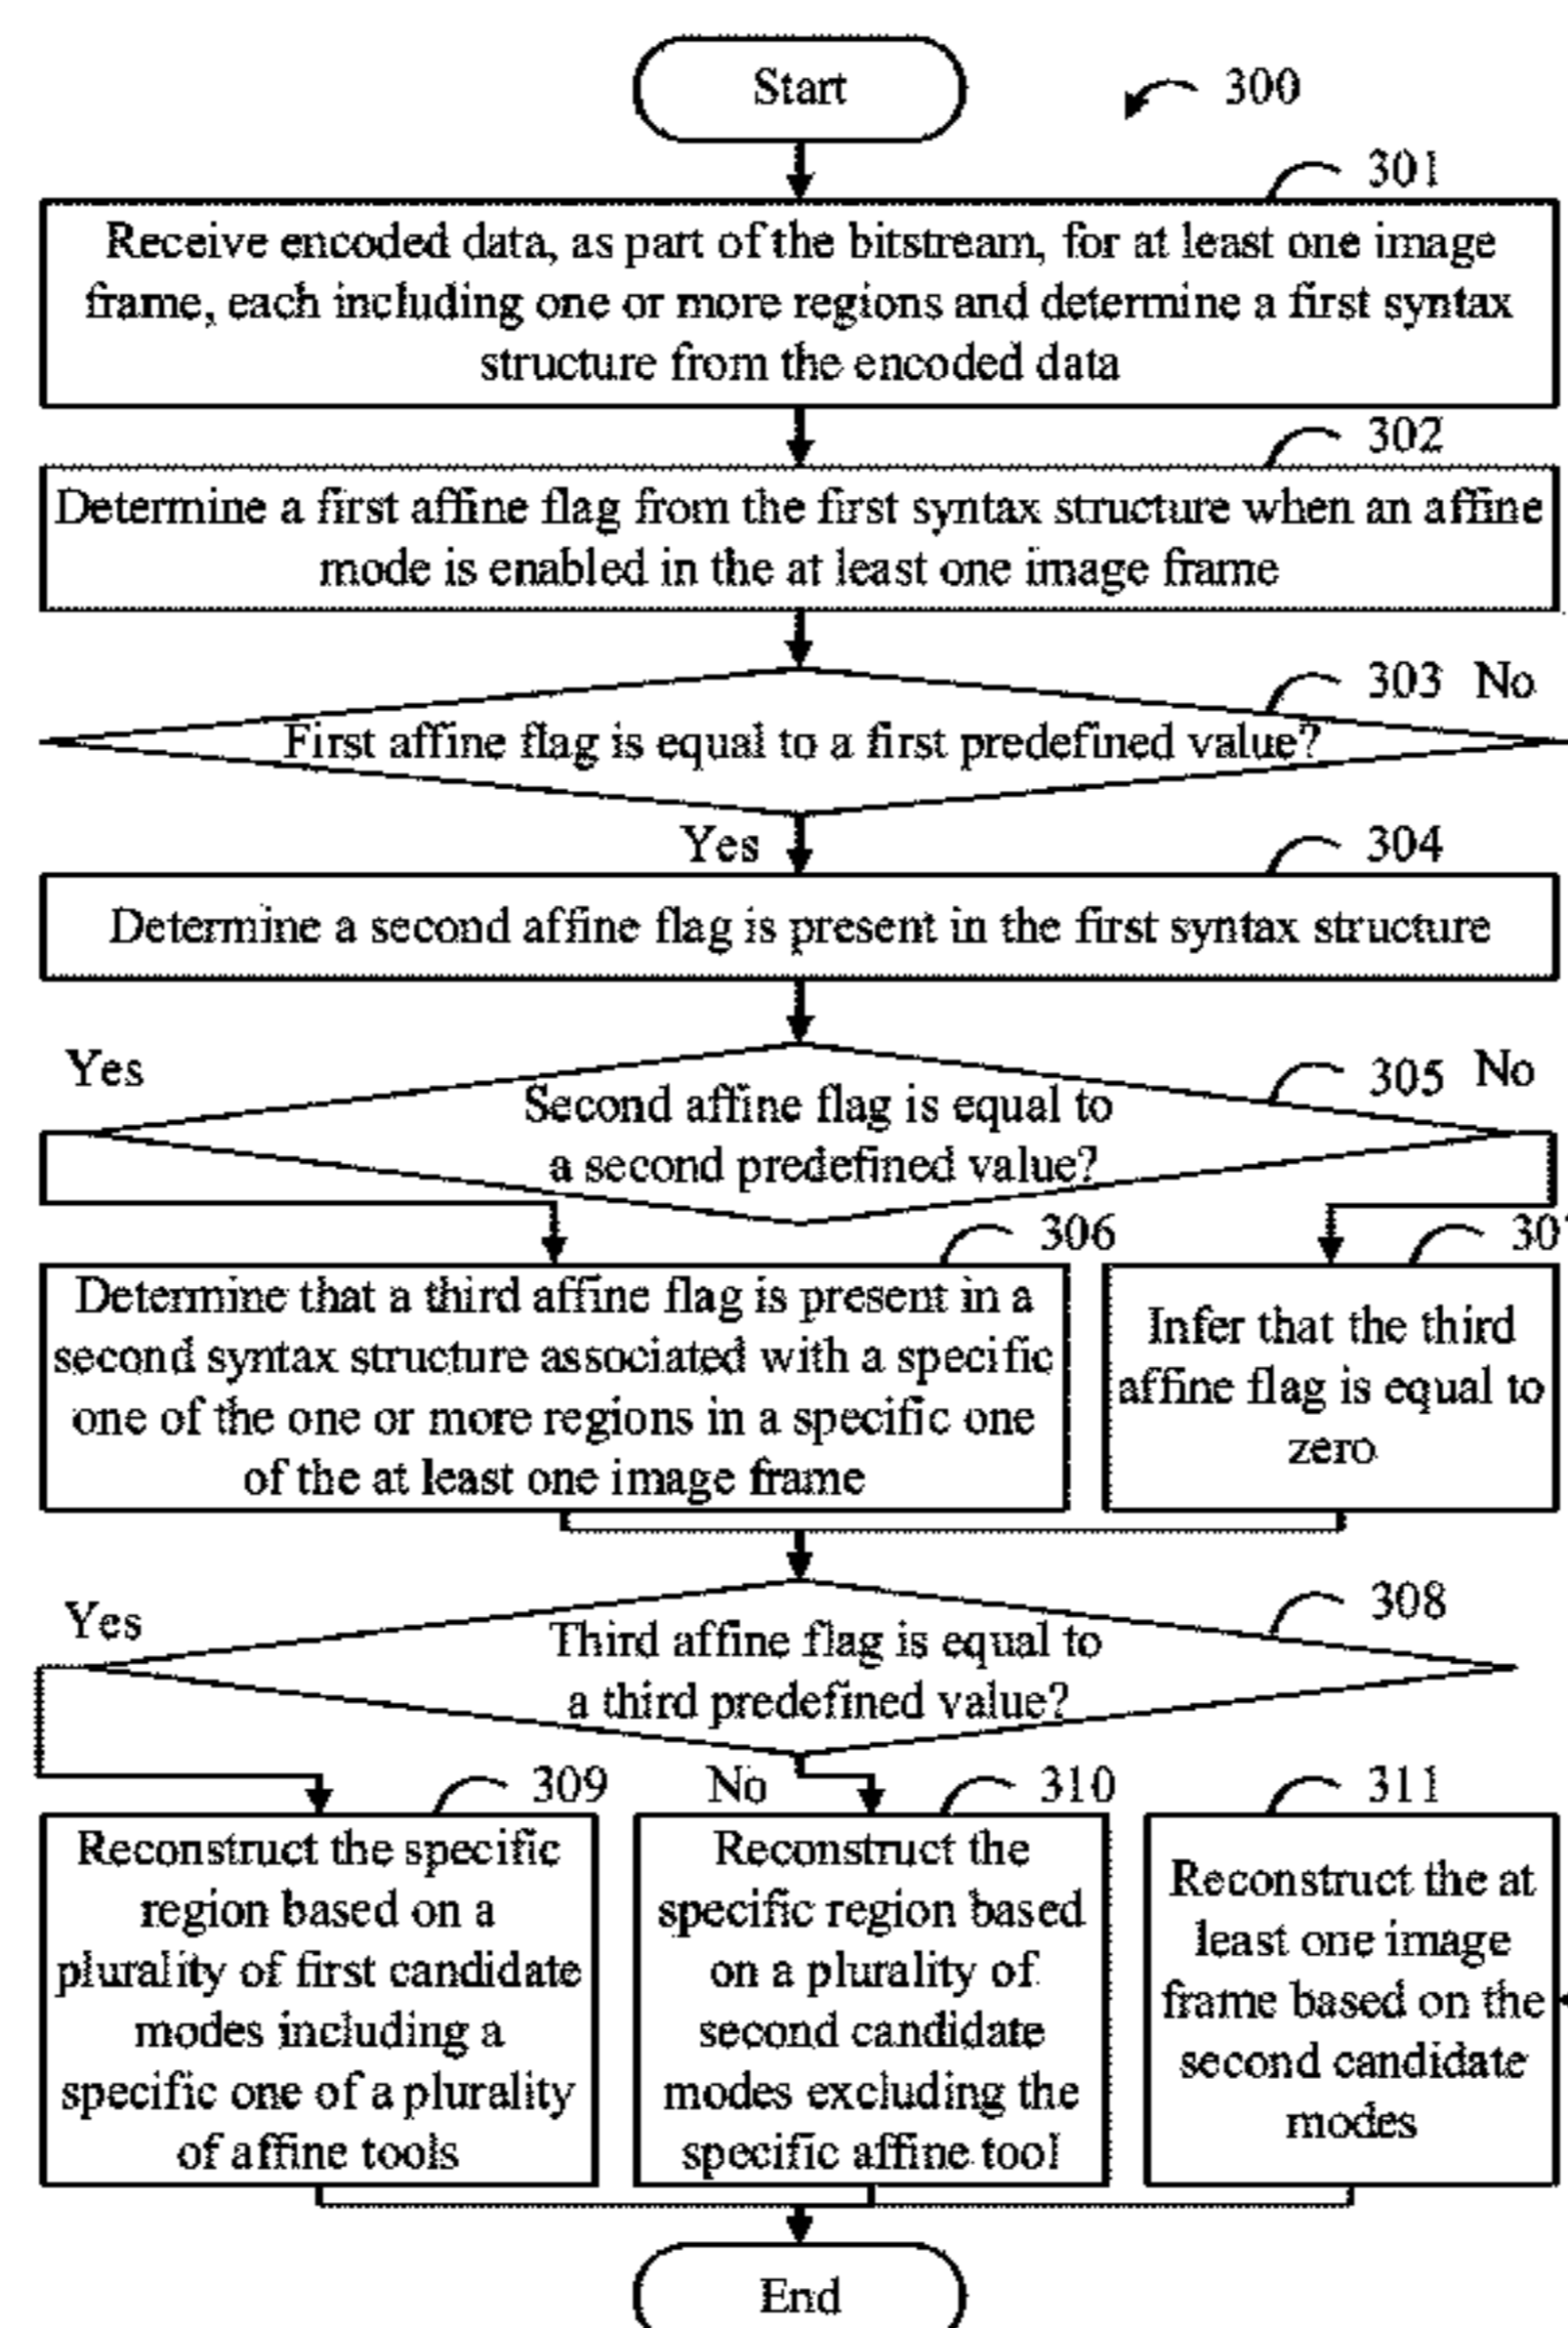 Start
300
301
Receive encoded data, as part of the bitstream, for at least one image
frame, each including one or more regions and determine a first syntax
structure from the encoded data
302
Determine a first affine flag from the first syntax structure when an affine
mode is enabled in the at least one image frame
303 No
First affine flag is equal to a first predefined value?
Yes
304
Determine a second affine flag is present in the first syntax structure
Yes
305 No
Second affine flag is equal to
a second predefined value?
306
Determine that a third affine flag is present in a
second syntax structure associated with a specific
one of the one or more regions in a specific one
of the at least one image frame
Infer that the third
affine flag is equal to
zero
Yes
308
Third affine flag is equal to
a third predefined value?
309
Reconstruct the specific
region based on a
plurality of first candidate
modes including a
specific one of a plurality
of affine tools
No
310
Reconstruct the
specific region based
on a plurality of
second candidate
modes excluding the
specific affine tool
311
Reconstruct the at
least one image
frame based on the
second candidate
modes
End